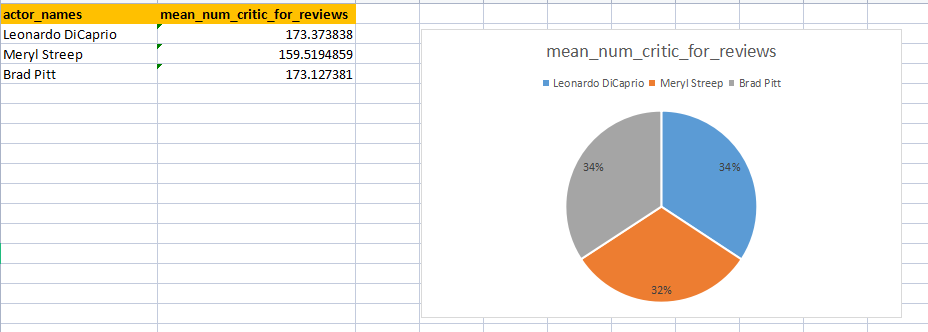 actor_names mean_num_critic_for_reviews
Leonardo DiCaprio 173.373838
Meryl Streep 159.5194859
Brad Pitt 173.127381
mean_num_critic_for_reviews
Leonardo DiCaprio Meryl Streep Brad Pitt
34% 34%
32%